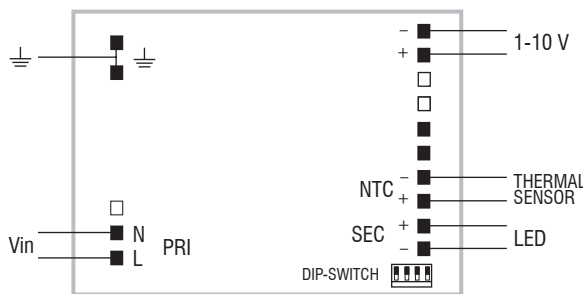 −
1-10 V
+
NTC
−
THERMAL
+
SENSOR
SEC
+
LED
−
Vin
N
PRI
L
DIP-SWITCH